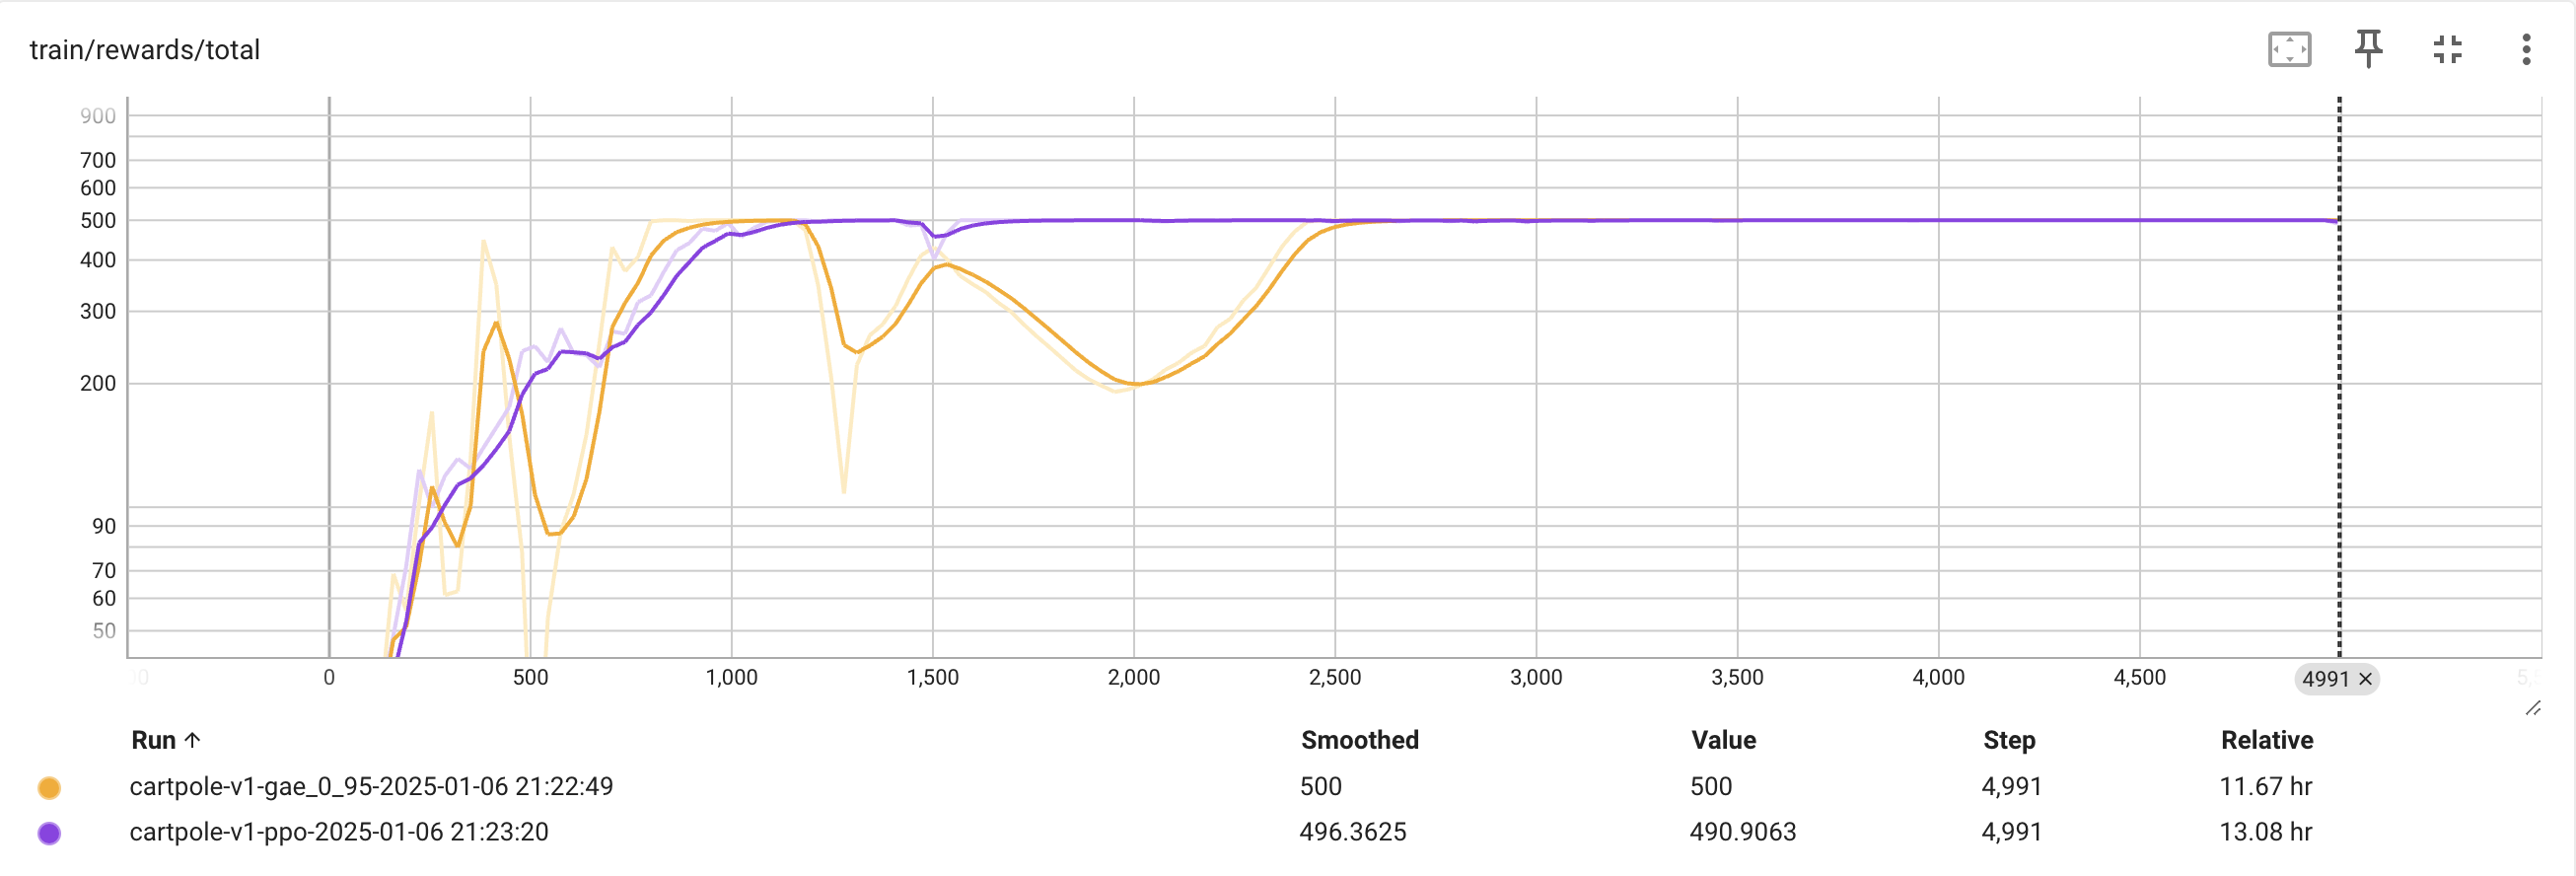 train/rewards/total
900
700
600
500
400
300
200
90
70
60
50
0 500 1,000 1,500 2,000 2,500 3,000 3,500 4,000 4,500 4991 ×
Run ↑ Smoothed Value Step Relative
cartpole-v1-gae_0_95-2025-01-06 21:22:49 500 500 4,991 11.67 hr
cartpole-v1-ppo-2025-01-06 21:23:20 496.3625 490.9063 4,991 13.08 hr